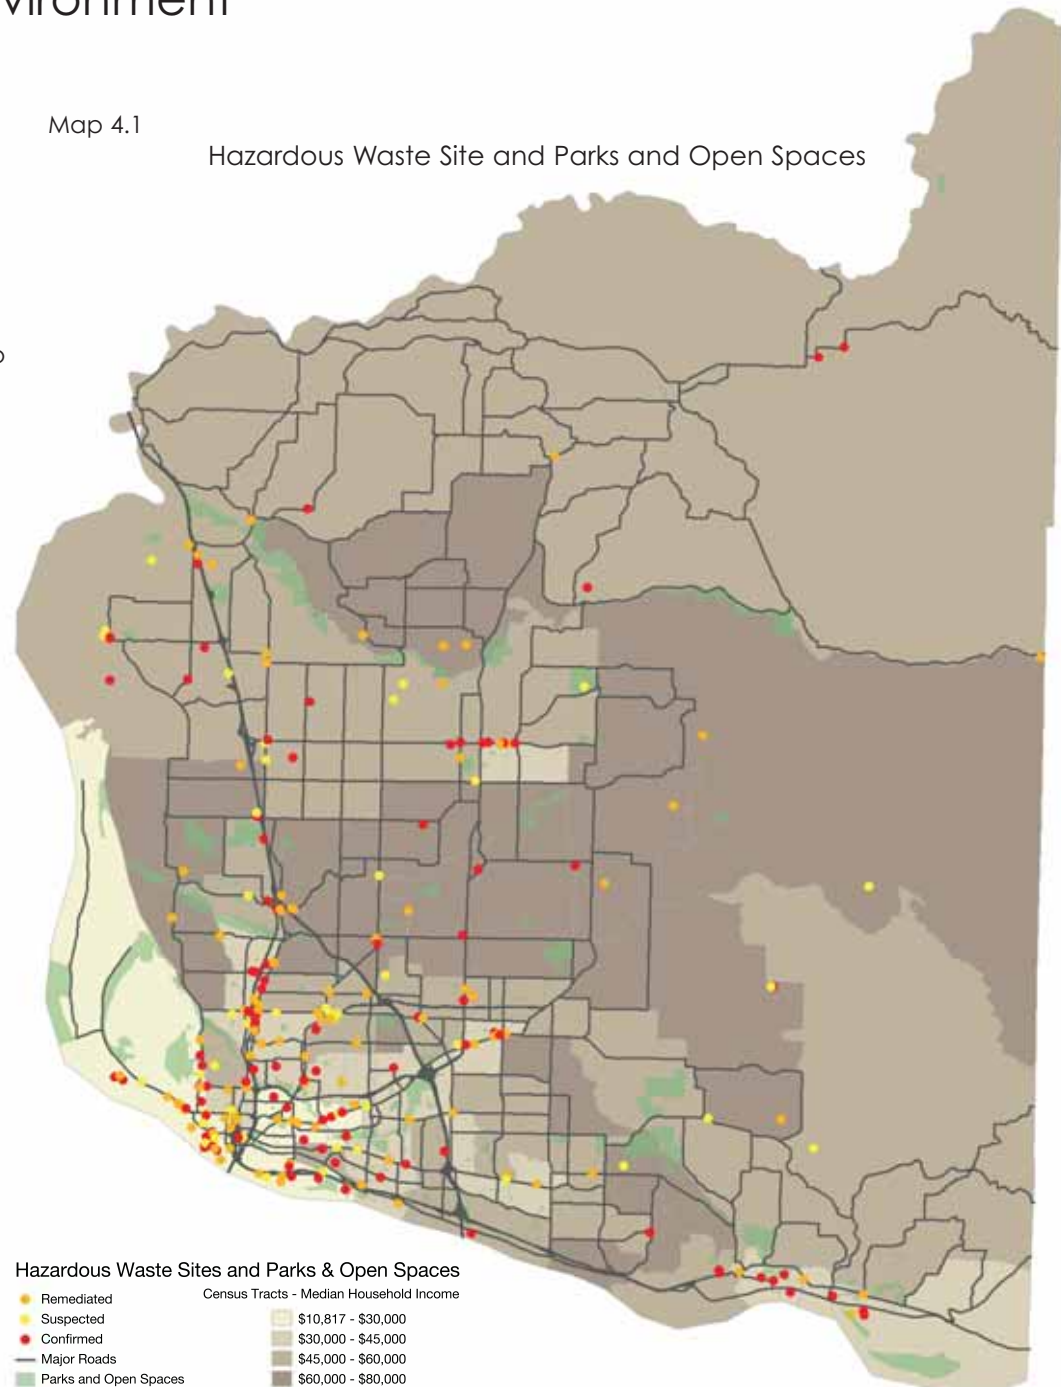 Map 4.1
Hazardous Waste Site and Parks and Open Spaces
Hazardous Waste Sites and Parks & Open Spaces
Remediated
Suspected
Confirmed
Major Roads
Parks and Open Spaces
Census Tracts - Median Household Income
$10,817 - $30,000
$30,000 - $45,000
$45,000 - $60,000
$60,000 - $80,000